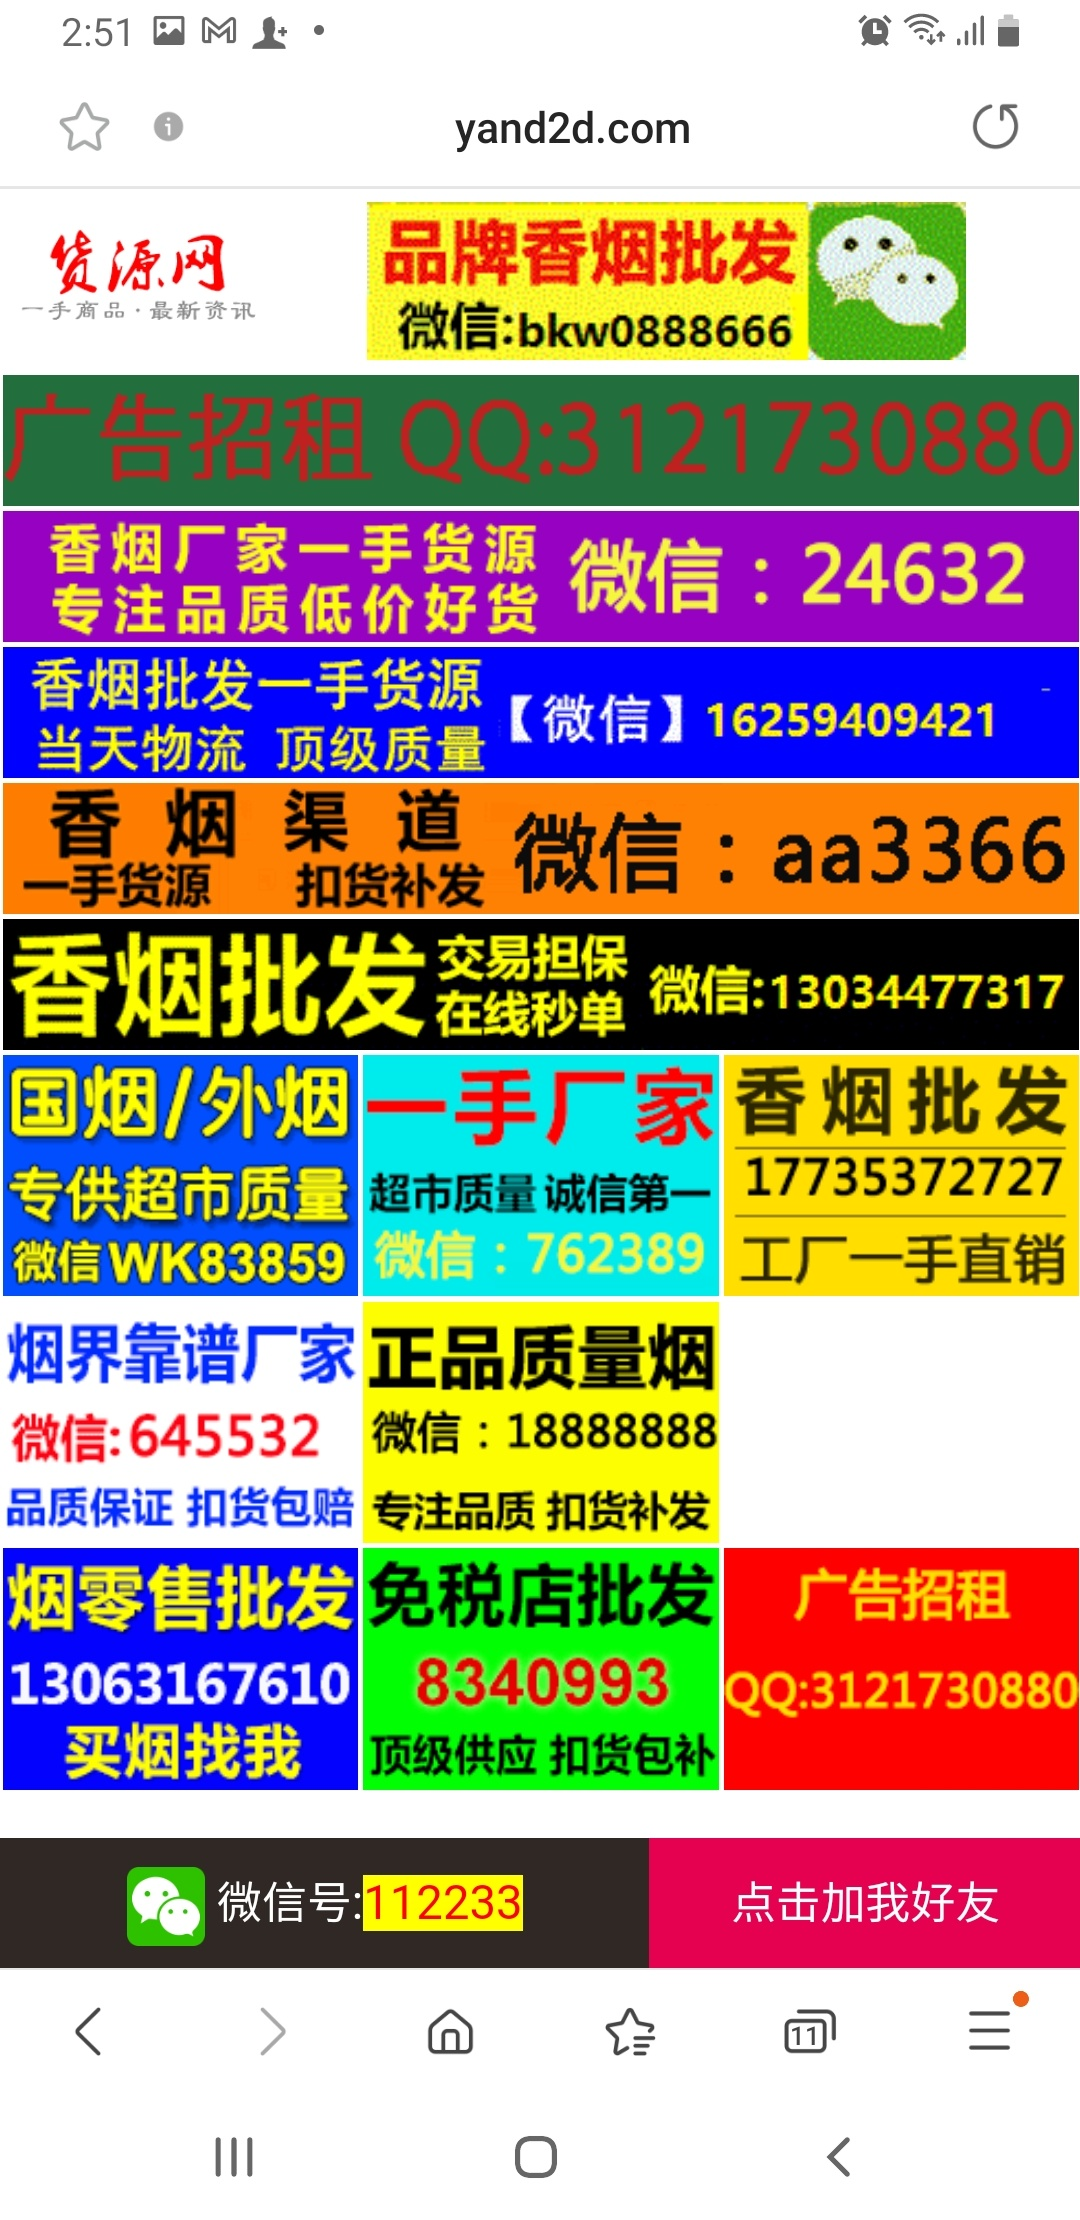 2:51
yand2d.com
货源网
一手商品·最新资讯
品牌香烟批发
微信:bkw0888666
广告招租 QQ:3121730880
香烟厂家一手货源
专注品质低价好货
微信：24632
香烟批发一手货源
当天物流 顶级质量
【微信】16259409421
香烟渠道
一手货源 扣货补发
微信：aa3366
香烟批发
交易担保
在线秒单
微信:13034477317
国烟/外烟
专供超市质量
微信WK83859
一手厂家
超市质量 诚信第一
微信：762389
香烟批发
17735372727
工厂一手直销
烟界靠谱厂家
微信:645532
品质保证 扣货包赔
正品质量烟
微信：18888888
专注品质 扣货补发
烟零售批发
13063167610
买烟找我
免税店批发
8340993
顶级供应 扣货包补
广告招租
QQ:3121730880
微信号:112233
点击加我好友
11